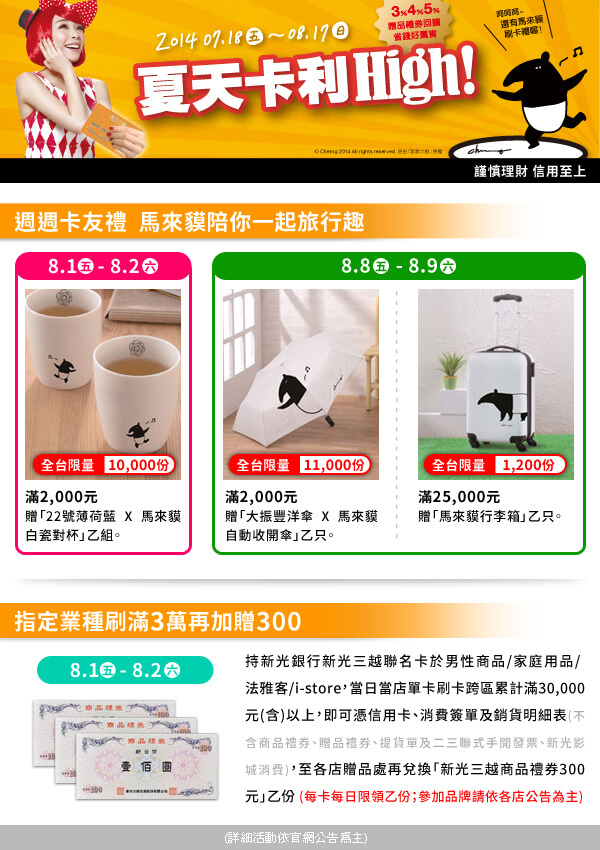 2014 07.18五~08.17日
夏天卡利High!
3%4%5%
贈品禮券回饋
省錢好厲害
呵呵呵~
還有馬來貘
刷卡禮喔!
© Cherng 2014 All rights reserved.
謹慎理財 信用至上
週週卡友禮 馬來貘陪你一起旅行趣
8.1五 - 8.2六
全台限量 10,000份
滿2,000元
贈「22號薄荷藍 X 馬來貘
白瓷對杯」乙組。
8.8五 - 8.9六
全台限量 11,000份
滿2,000元
贈「大振豐洋傘 X 馬來貘
自動收開傘」乙只。
全台限量 1,200份
滿25,000元
贈「馬來貘行李箱」乙只。
指定業種刷滿3萬再加贈300
8.1五 - 8.2六
商品禮券
壹佰圓
持新光銀行新光三越聯名卡於男性商品/家庭用品/
法雅客/i-store,當日當店單卡刷卡跨區累計滿30,000
元(含)以上,即可憑信用卡、消費簽單及銷貨明細表(不
含商品禮券、贈品禮券、提貨單及二三聯式手開發票、新光影
城消費),至各店贈品處再兌換「新光三越商品禮券300
元」乙份 (每卡每日限領乙份;參加品牌請依各店公告為主)
(詳細活動依官網公告為主)